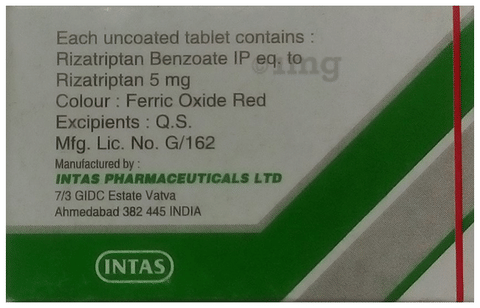 Each uncoated tablet contains :
Rizatriptan Benzoate IP eq. to
Rizatriptan 5 mg
Colour : Ferric Oxide Red
Excipients : Q.S.
Mfg. Lic. No. G/162
Manufactured by :
INTAS PHARMACEUTICALS LTD
7/3 GIDC Estate Vatva
Ahmedabad 382 445 INDIA
INTAS